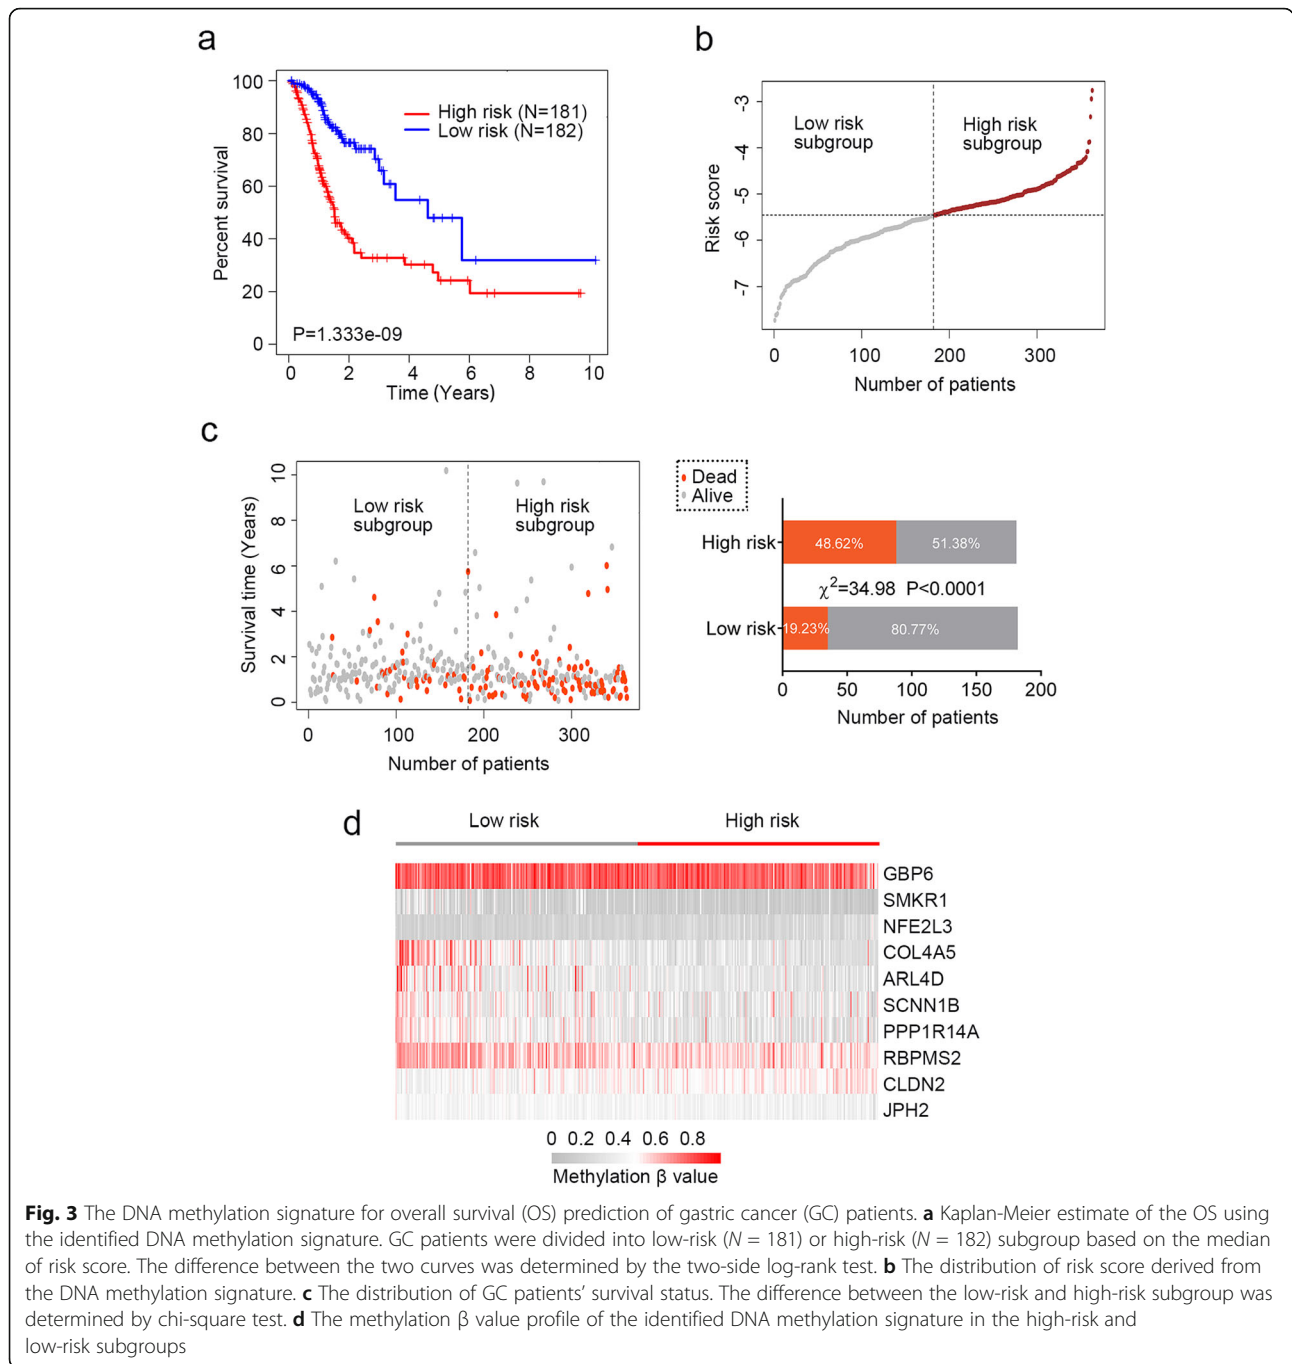 a
100
80
60
40
20
0
Percent survival
High risk (N=181)
Low risk (N=182)
P=1.333e-09
0 2 4 6 8 10
Time (Years)
b
-3
-4
-5
-6
-7
Risk score
Low risk
subgroup
High risk
subgroup
0 100 200 300
Number of patients
c
10
8
6
4
2
0
Survival time (Years)
Low risk
subgroup
High risk
subgroup
0 100 200 300
Number of patients
Dead
Alive
High risk
48.62% 51.38%
χ²=34.98 P<0.0001
Low risk
19.23% 80.77%
0 50 100 150 200
Number of patients
d
Low risk High risk
GBP6
SMKR1
NFE2L3
COL4A5
ARL4D
SCNN1B
PPP1R14A
RBPMS2
CLDN2
JPH2
0 0.2 0.4 0.6 0.8
Methylation β value
Fig. 3 The DNA methylation signature for overall survival (OS) prediction of gastric cancer (GC) patients. a Kaplan-Meier estimate of the OS using
the identified DNA methylation signature. GC patients were divided into low-risk (N = 181) or high-risk (N = 182) subgroup based on the median
of risk score. The difference between the two curves was determined by the two-side log-rank test. b The distribution of risk score derived from
the DNA methylation signature. c The distribution of GC patients' survival status. The difference between the low-risk and high-risk subgroup was
determined by chi-square test. d The methylation β value profile of the identified DNA methylation signature in the high-risk and
low-risk subgroups